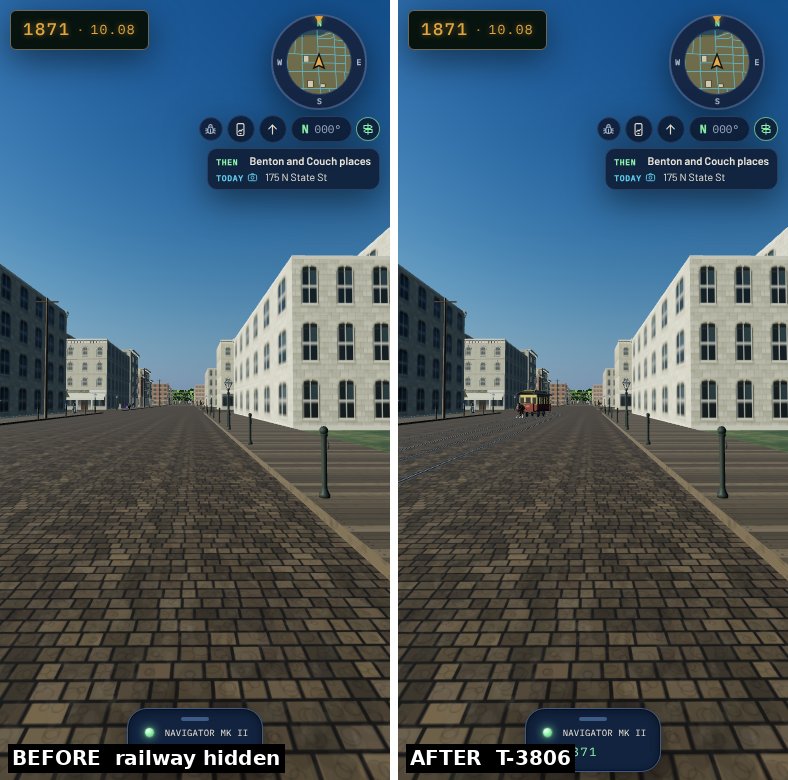 1871 · 10.08
N
W
E
S
N 000°
THEN Benton and Couch places
TODAY 175 N State St
NAVIGATOR MK II
BEFORE railway hidden
1871 · 10.08
N
W
E
S
N 000°
THEN Benton and Couch places
TODAY 175 N State St
NAVIGATOR MK II
871
AFTER T-3806